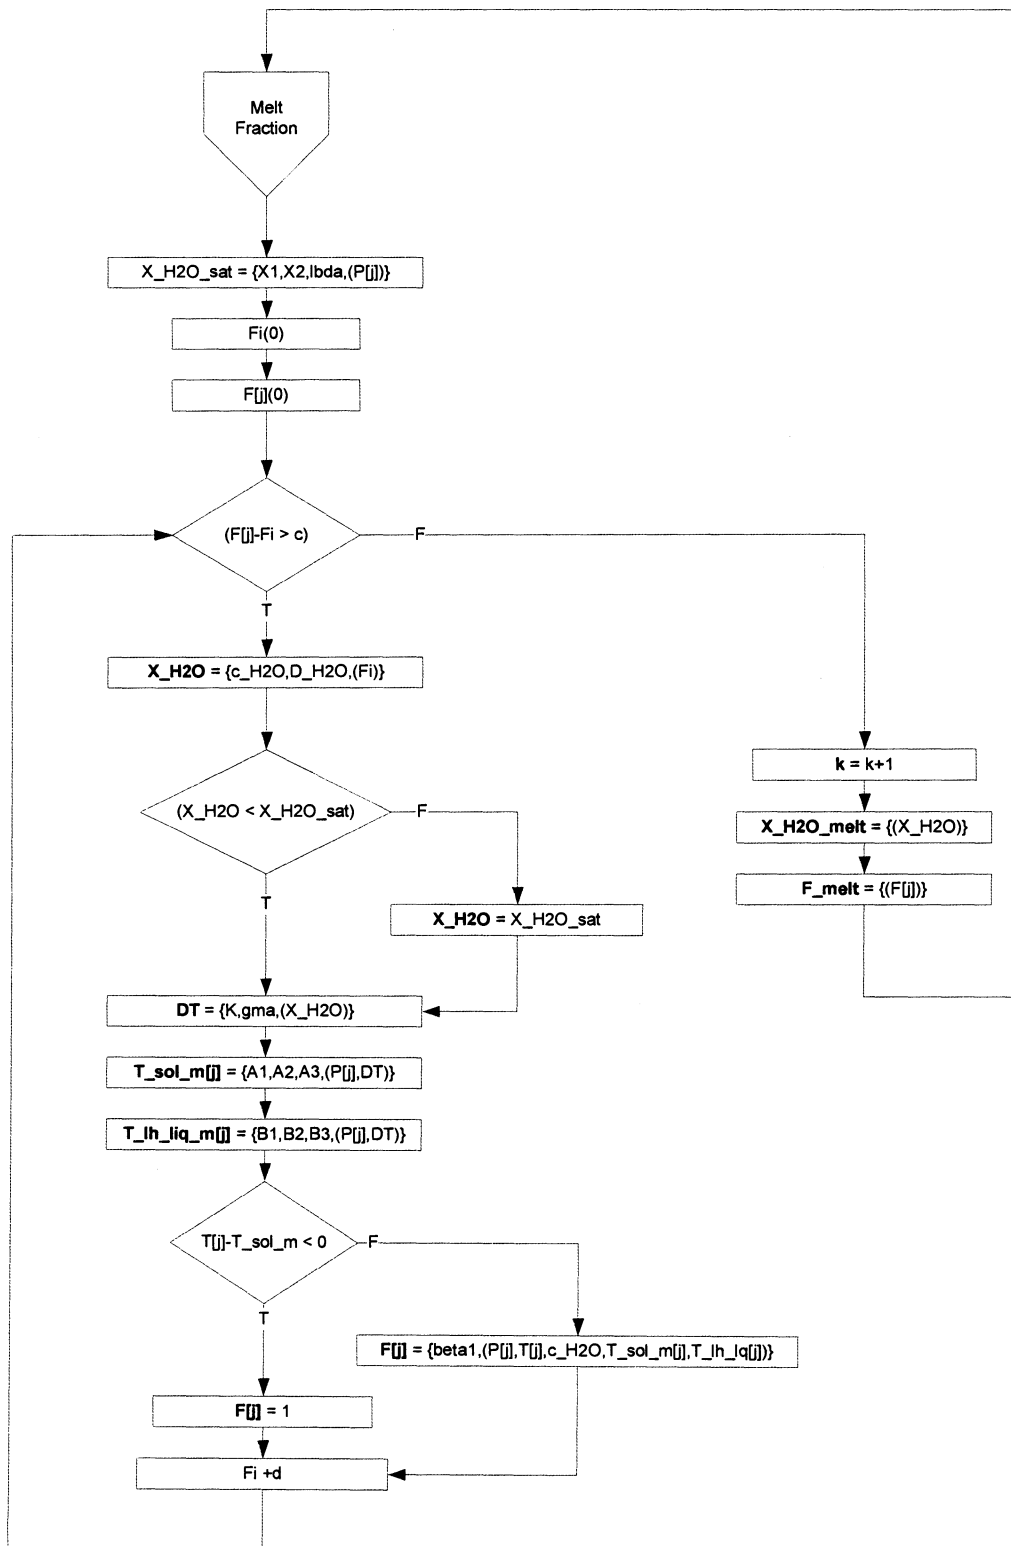 Melt
Fraction
X_H2O_sat = {X1,X2,lbda,(P[j])}
Fi(0)
F[j](0)
(F[j]-Fi > c)
F
T
X_H2O = {c_H2O,D_H2O,(Fi)}
k = k+1
(X_H2O < X_H2O_sat)
F
X_H2O_melt = {(X_H2O)}
F_melt = {(F[j])}
T
X_H2O = X_H2O_sat
DT = {K,gma,(X_H2O)}
T_sol_m[j] = {A1,A2,A3,(P[j],DT)}
T_lh_liq_m[j] = {B1,B2,B3,(P[j],DT)}
T[j]-T_sol_m < 0
F
T
F[j] = {beta1,(P[j],T[j],c_H2O,T_sol_m[j],T_lh_lq[j])}
F[j] = 1
Fi +d